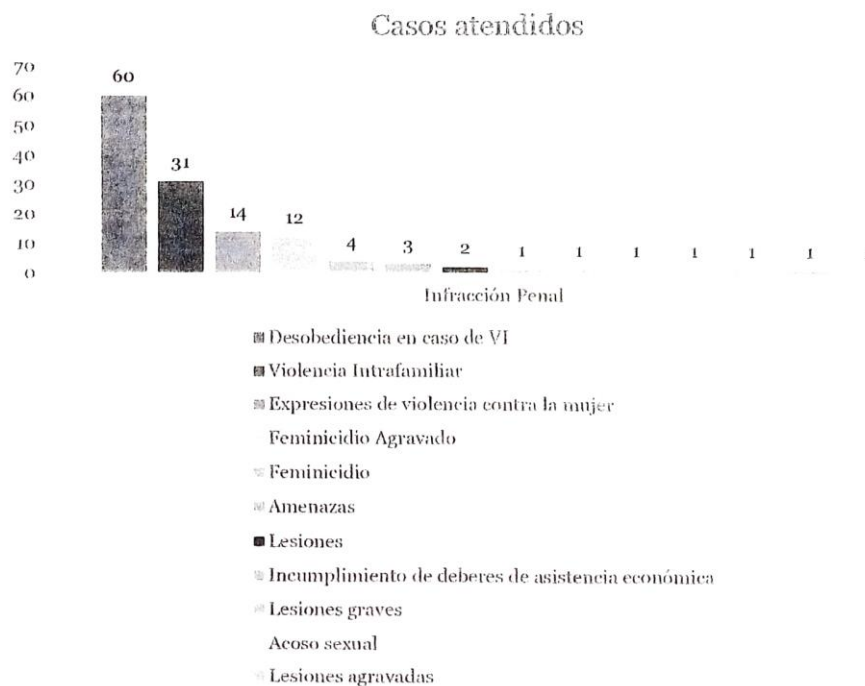 Casos atendidos
70
60
50
40
30
20
10
0
60
31
14
12
4
3
2
1
1
1
1
1
1
Infracción Penal
Desobediencia en caso de VI
Violencia Intrafamiliar
Expresiones de violencia contra la mujer
Feminicidio Agravado
Feminicidio
Amenazas
Lesiones
Incumplimiento de deberes de asistencia económica
Lesiones graves
Acoso sexual
Lesiones agravadas